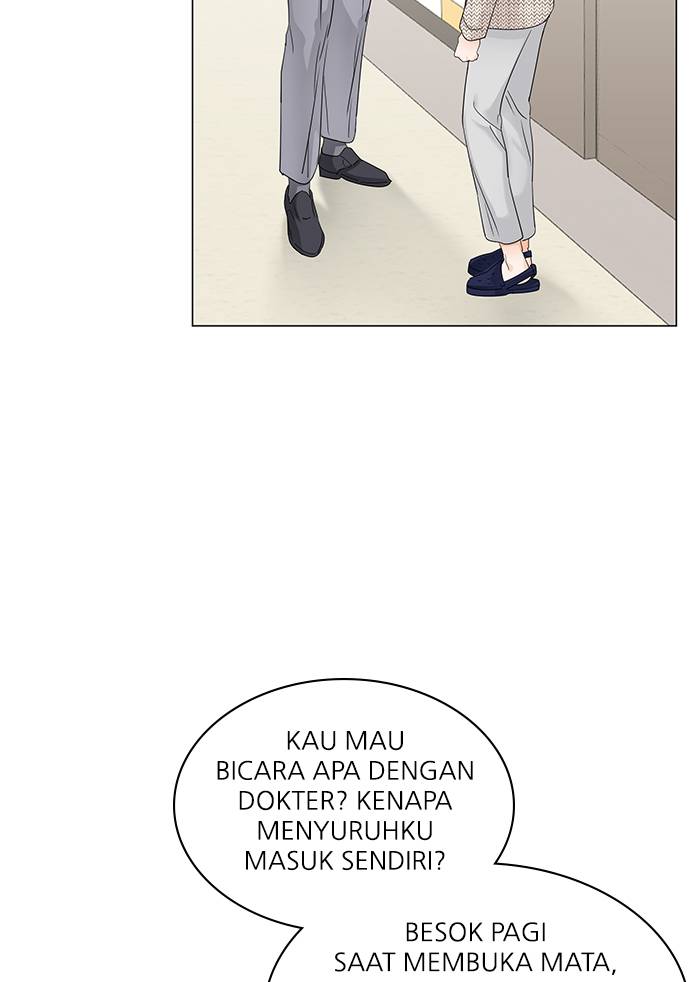 KAU MAU
BICARA APA DENGAN
DOKTER? KENAPA
MENYURUHKU
MASUK SENDIRI?
BESOK PAGI
SAAT MEMBUKA MATA,